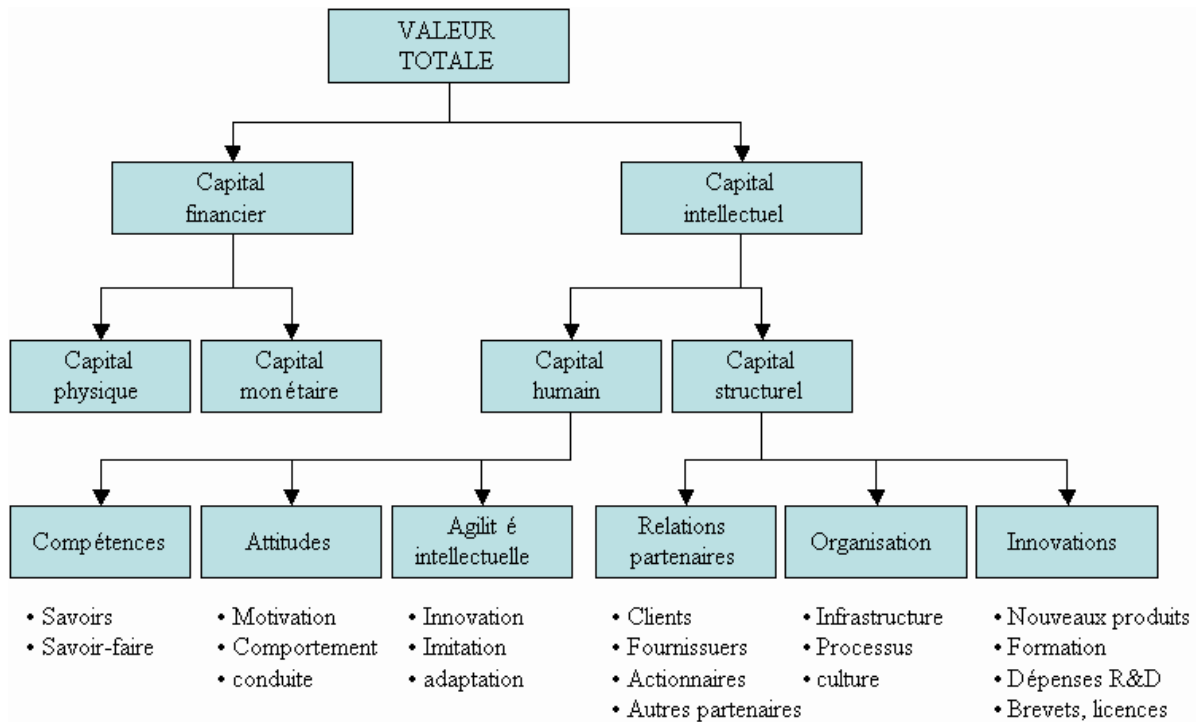 VALEUR
TOTALE
Capital
financier
Capital
intellectuel
Capital
physique
Capital
monétaire
Capital
humain
Capital
structurel
Compétences
Attitudes
Agilit é
intellectuelle
Relations
partenaires
Organisation
Innovations
• Savoirs
• Savoir-faire
• Motivation
• Comportement
• conduite
• Innovation
• Imitation
• adaptation
• Clients
• Fournissuers
• Actionnaires
• Autres partenaires
• Infrastructure
• Processus
• culture
• Nouveaux produits
• Formation
• Dépenses R&D
• Brevets, licences